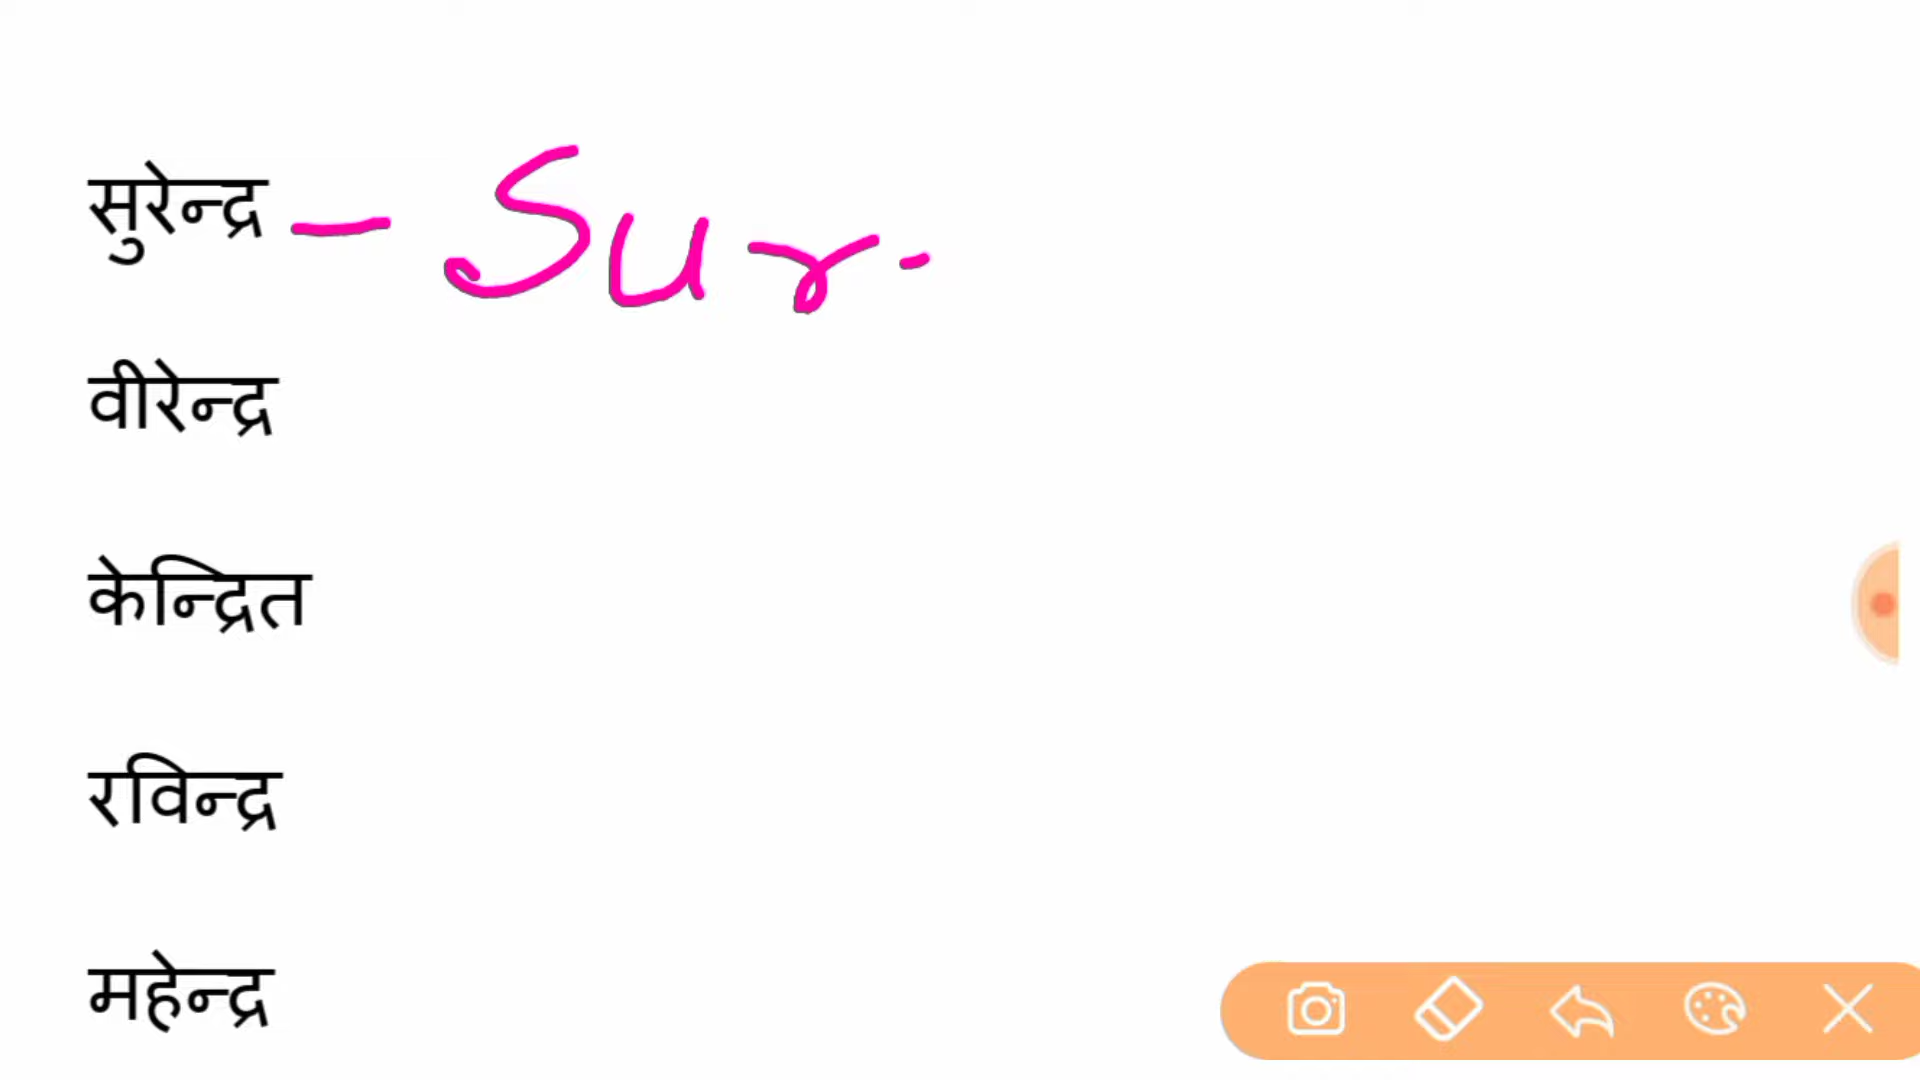 सुरेन्द्र - Sur
वीरेन्द्र
केन्द्रित
रविन्द्र
महेन्द्र